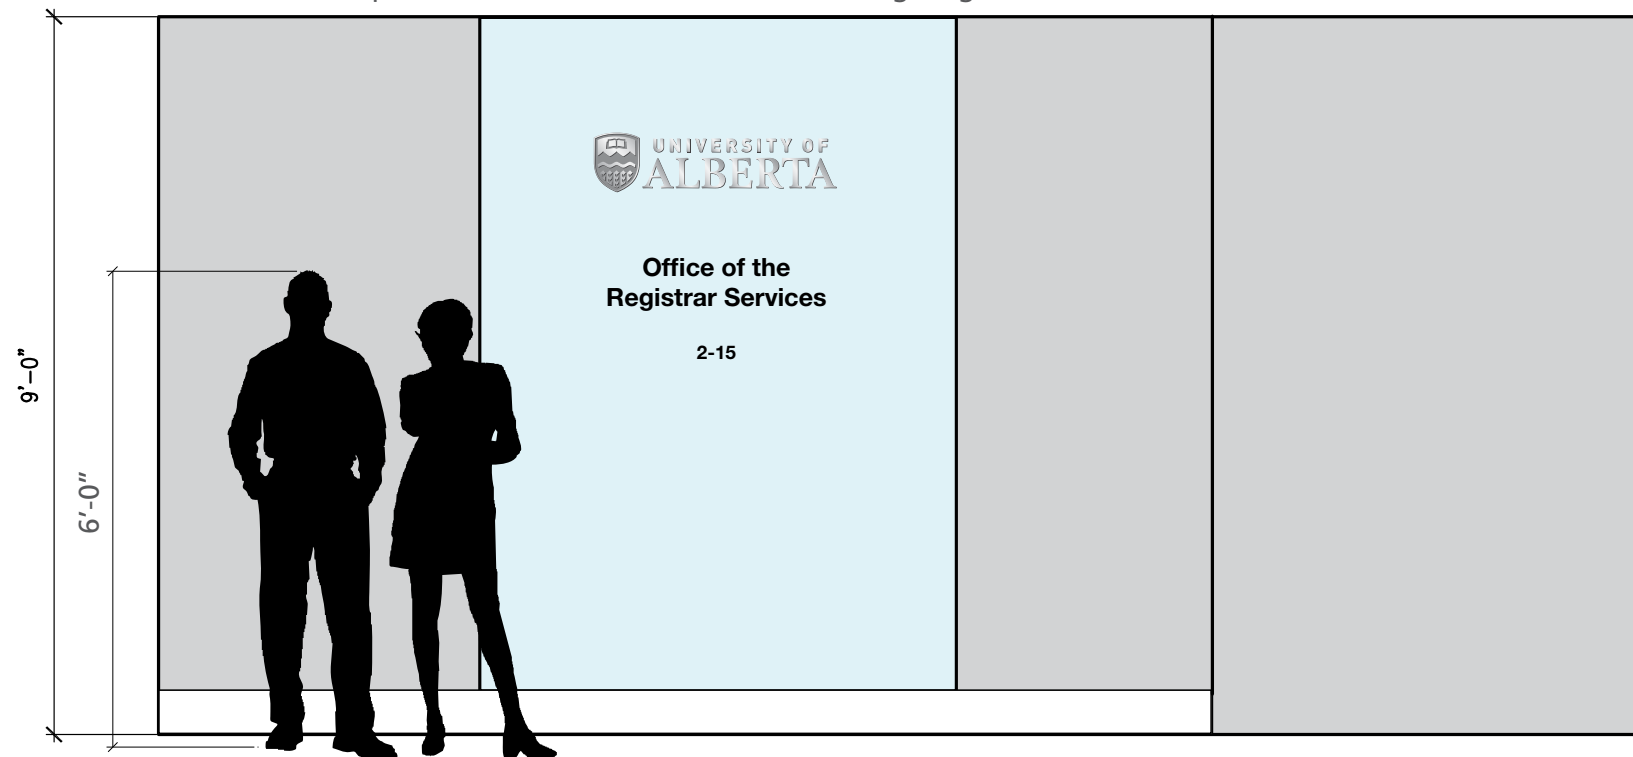 UNIVERSITY OF
ALBERTA
Office of the
Registrar Services
2-15
9'–0"
6'-0"